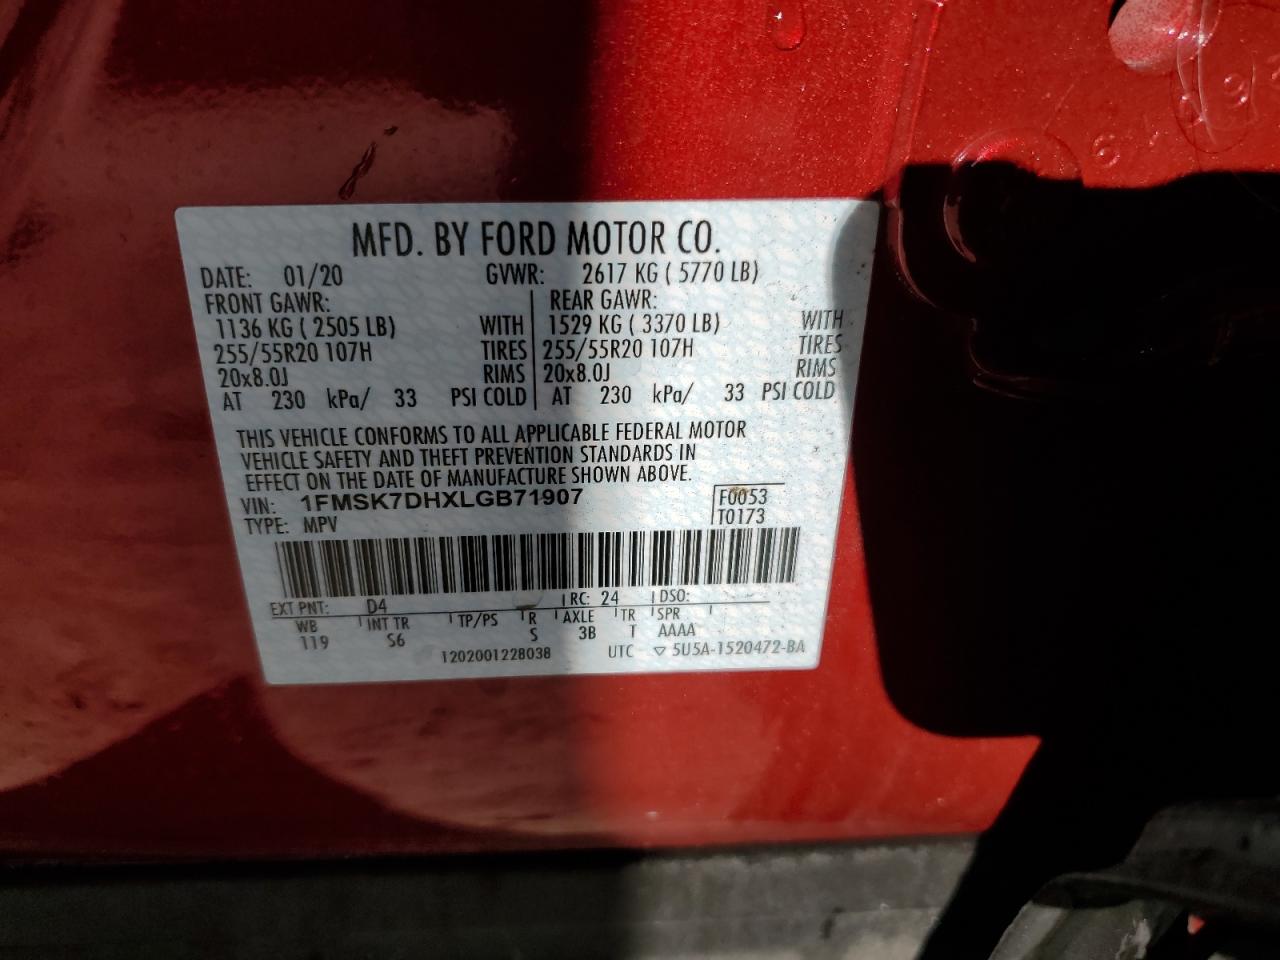 MFD. BY FORD MOTOR CO.
DATE: 01/20 GVWR: 2617 KG ( 5770 LB)
FRONT GAWR: REAR GAWR:
1136 KG ( 2505 LB) WITH 1529 KG ( 3370 LB) WITH
255/55R20 107H TIRES 255/55R20 107H TIRES
20x8.0J RIMS 20x8.0J RIMS
AT 230 kPa/ 33 PSI COLD AT 230 kPa/ 33 PSI COLD
THIS VEHICLE CONFORMS TO ALL APPLICABLE FEDERAL MOTOR
VEHICLE SAFETY AND THEFT PREVENTION STANDARDS IN
EFFECT ON THE DATE OF MANUFACTURE SHOWN ABOVE.
VIN: 1FMSK7DHXLGB71907 F0053
TYPE: MPV T0173
EXT PNT: D4 RC: 24 DSO:
WB INT TR TP/PS R AXLE TR SPR
119 S6 S 3B T AAAA
1202001228038 UTC ▽ 5U5A-1520472-BA